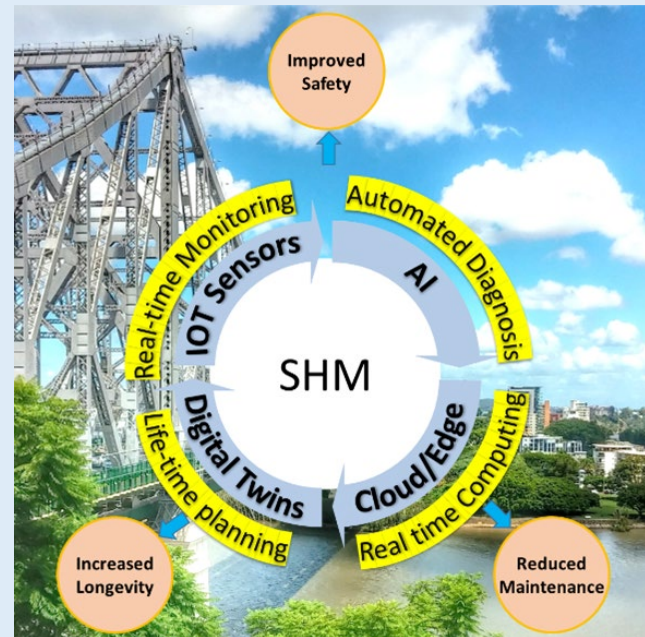 Improved
Safety
Real-time Monitoring
Automated Diagnosis
IOT Sensors
AI
SHM
Digital Twins
Cloud/Edge
Life-time planning
Real time Computing
Increased
Longevity
Reduced
Maintenance